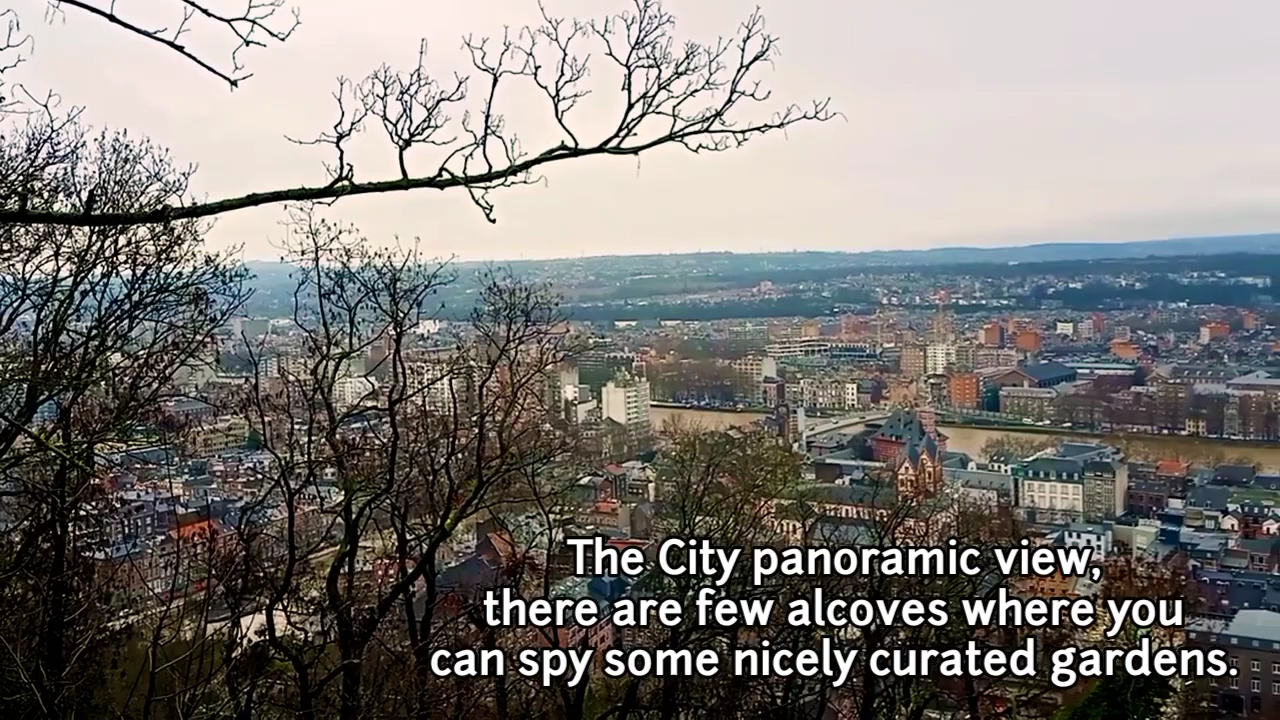 The City panoramic view,
there are few alcoves where you
can spy some nicely curated gardens.